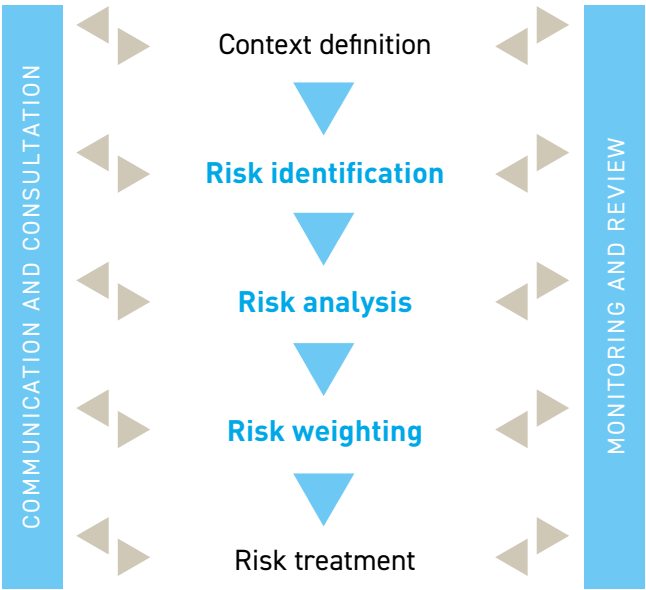 COMMUNICATION AND CONSULTATION
Context definition
Risk identification
Risk analysis
Risk weighting
Risk treatment
MONITORING AND REVIEW